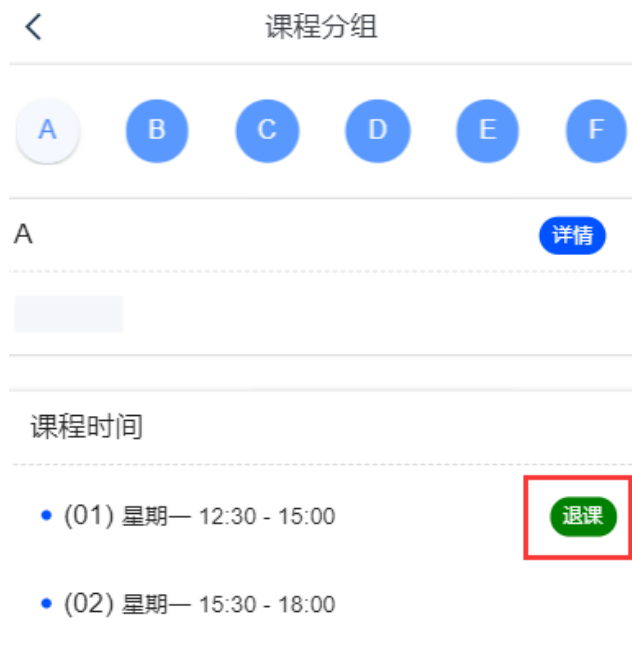 课程分组
A B C D E F
A 详情
课程时间
(01) 星期一 12:30 - 15:00 退课
(02) 星期一 15:30 - 18:00